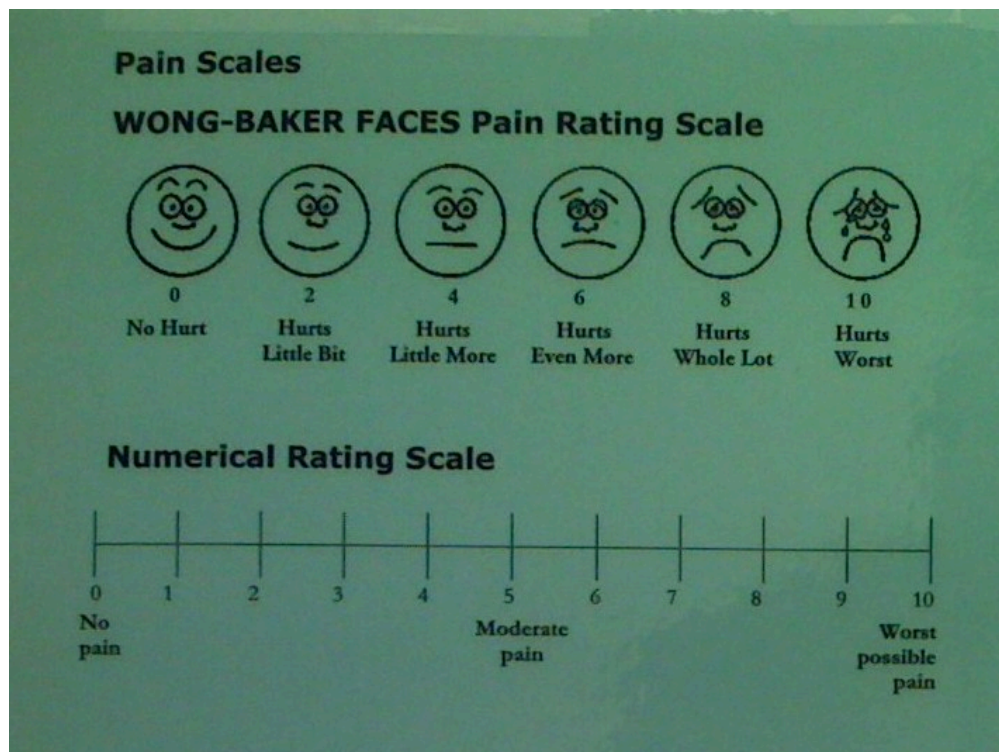 Pain Scales
WONG-BAKER FACES Pain Rating Scale
0 2 4 6 8 10
No Hurt Hurts Hurts Hurts Hurts Hurts
Little Bit Little More Even More Whole Lot Worst
Numerical Rating Scale
0 1 2 3 4 5 6 7 8 9 10
No Moderate Worst
pain pain possible
pain